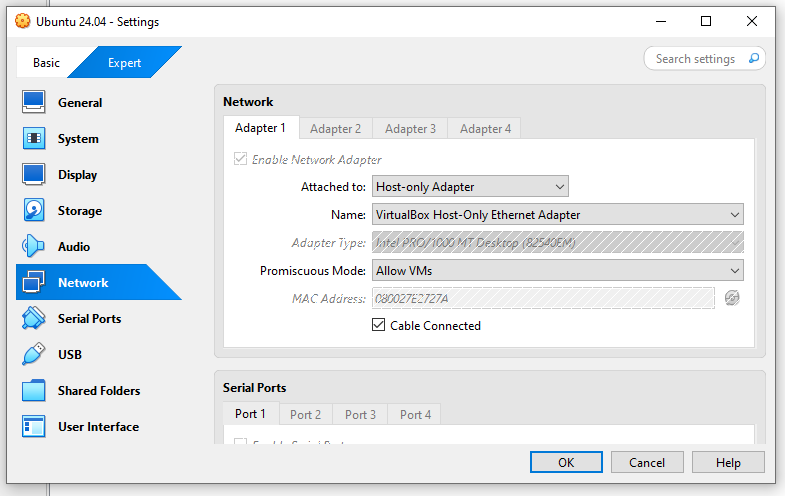 Ubuntu 24.04 - Settings
Basic
Expert
Search settings
General
System
Display
Storage
Audio
Network
Serial Ports
USB
Shared Folders
User Interface
Network
Adapter 1
Adapter 2
Adapter 3
Adapter 4
Enable Network Adapter
Attached to: Host-only Adapter
Name: VirtualBox Host-Only Ethernet Adapter
Adapter Type: Intel PRO/1000 MT Desktop (82540EM)
Promiscuous Mode: Allow VMs
MAC Address: 080027E2727A
Cable Connected
Serial Ports
Port 1
Port 2
Port 3
Port 4
OK
Cancel
Help